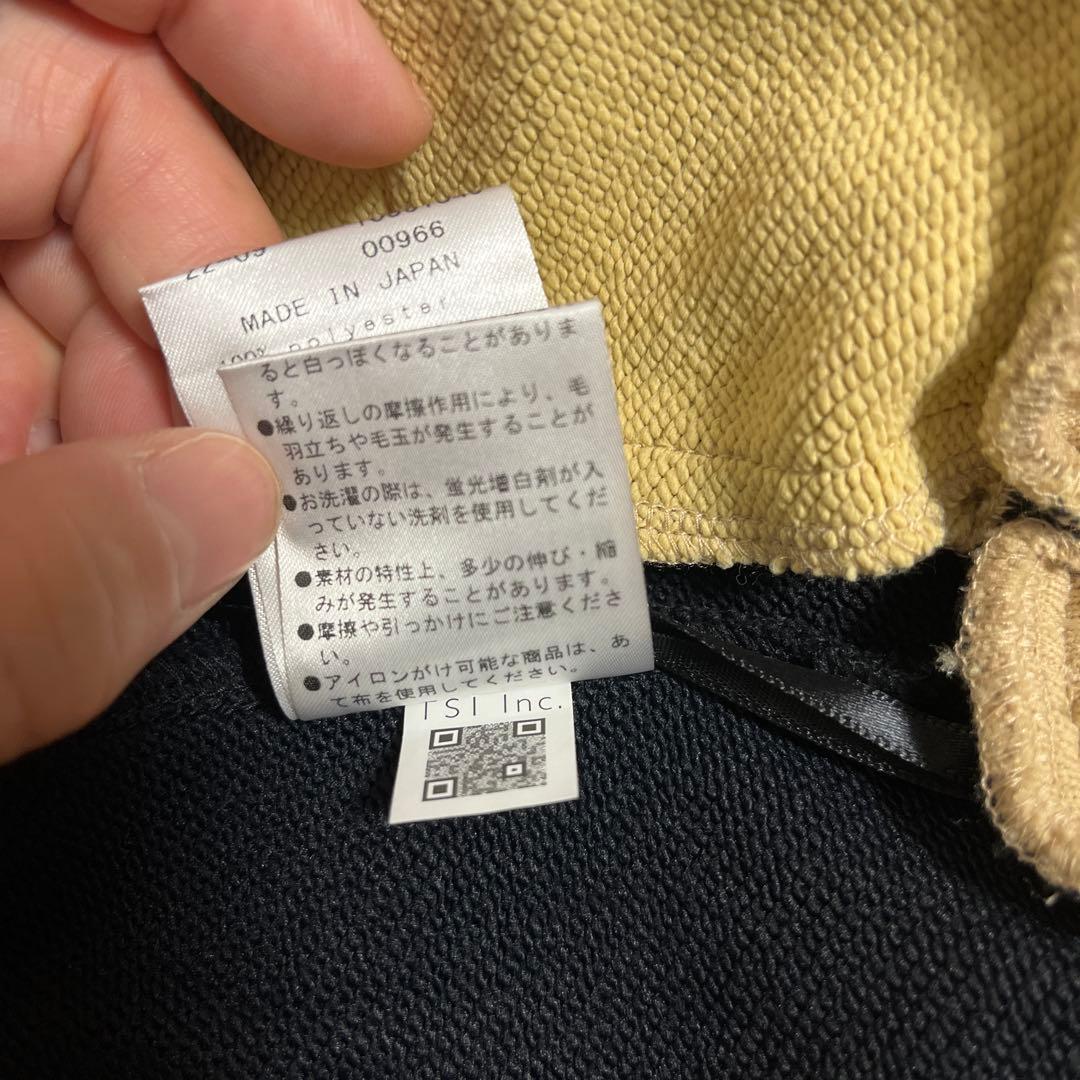 22-09
00966
MADE IN JAPAN
100% polyester
ると白っぽくなることがありま
す。
●繰り返しの摩擦作用により、毛
羽立ちや毛玉が発生することが
あります。
●お洗濯の際は、蛍光増白剤が入
っていない洗剤を使用してくだ
さい。
●素材の特性上、多少の伸び・縮
みが発生することがあります。
●摩擦や引っかけにご注意くださ
い。
●アイロンがけ可能な商品は、あ
て布を使用してください。
TSI Inc.